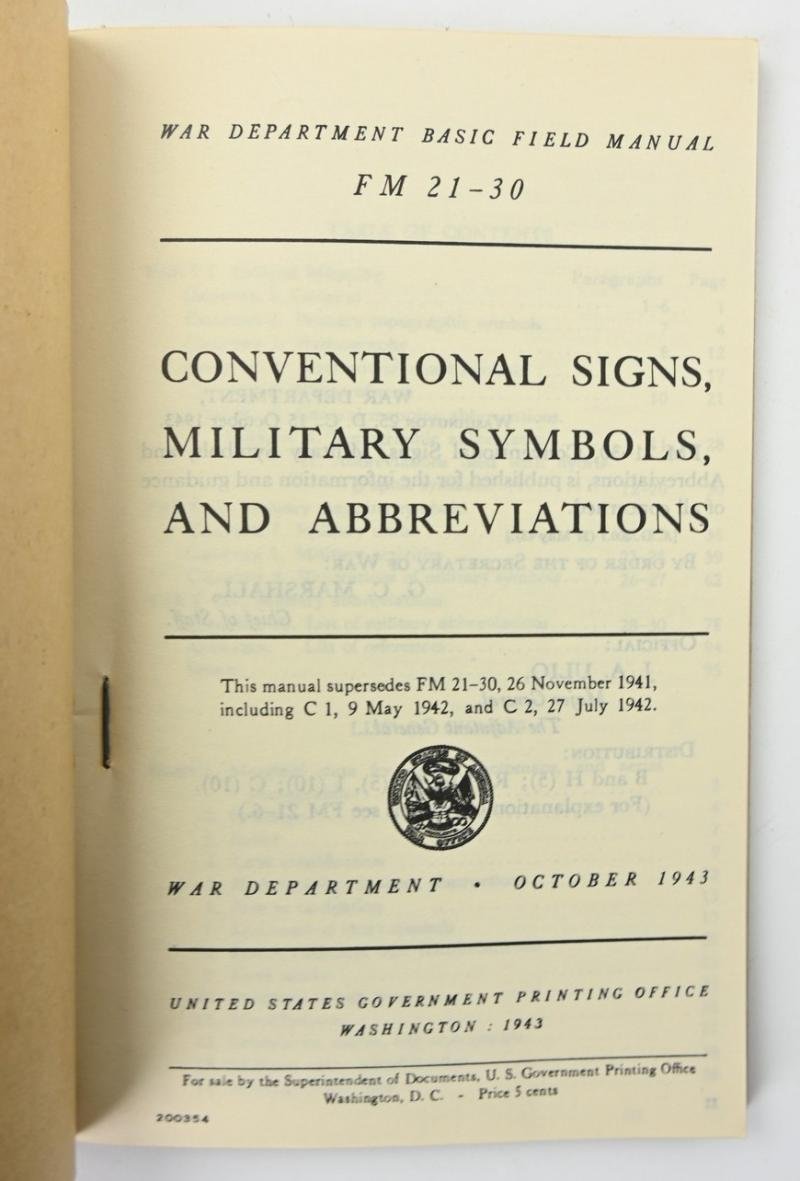 WAR DEPARTMENT BASIC FIELD MANUAL
FM 21-30
CONVENTIONAL SIGNS,
MILITARY SYMBOLS,
AND ABBREVIATIONS
This manual supersedes FM 21-30, 26 November 1941,
including C 1, 9 May 1942, and C 2, 27 July 1942.
WAR DEPARTMENT • OCTOBER 1943
UNITED STATES GOVERNMENT PRINTING OFFICE
WASHINGTON : 1943
For sale by the Superintendent of Documents, U. S. Government Printing Office
Washington, D. C. - Price 5 cents
200354